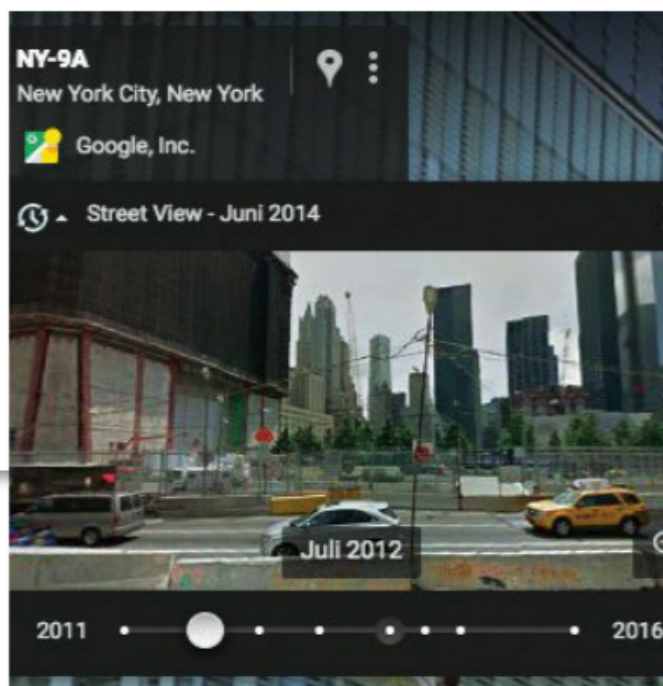 NY-9A
New York City, New York
Google, Inc.
Street View - Juni 2014
Juli 2012
2011
2016